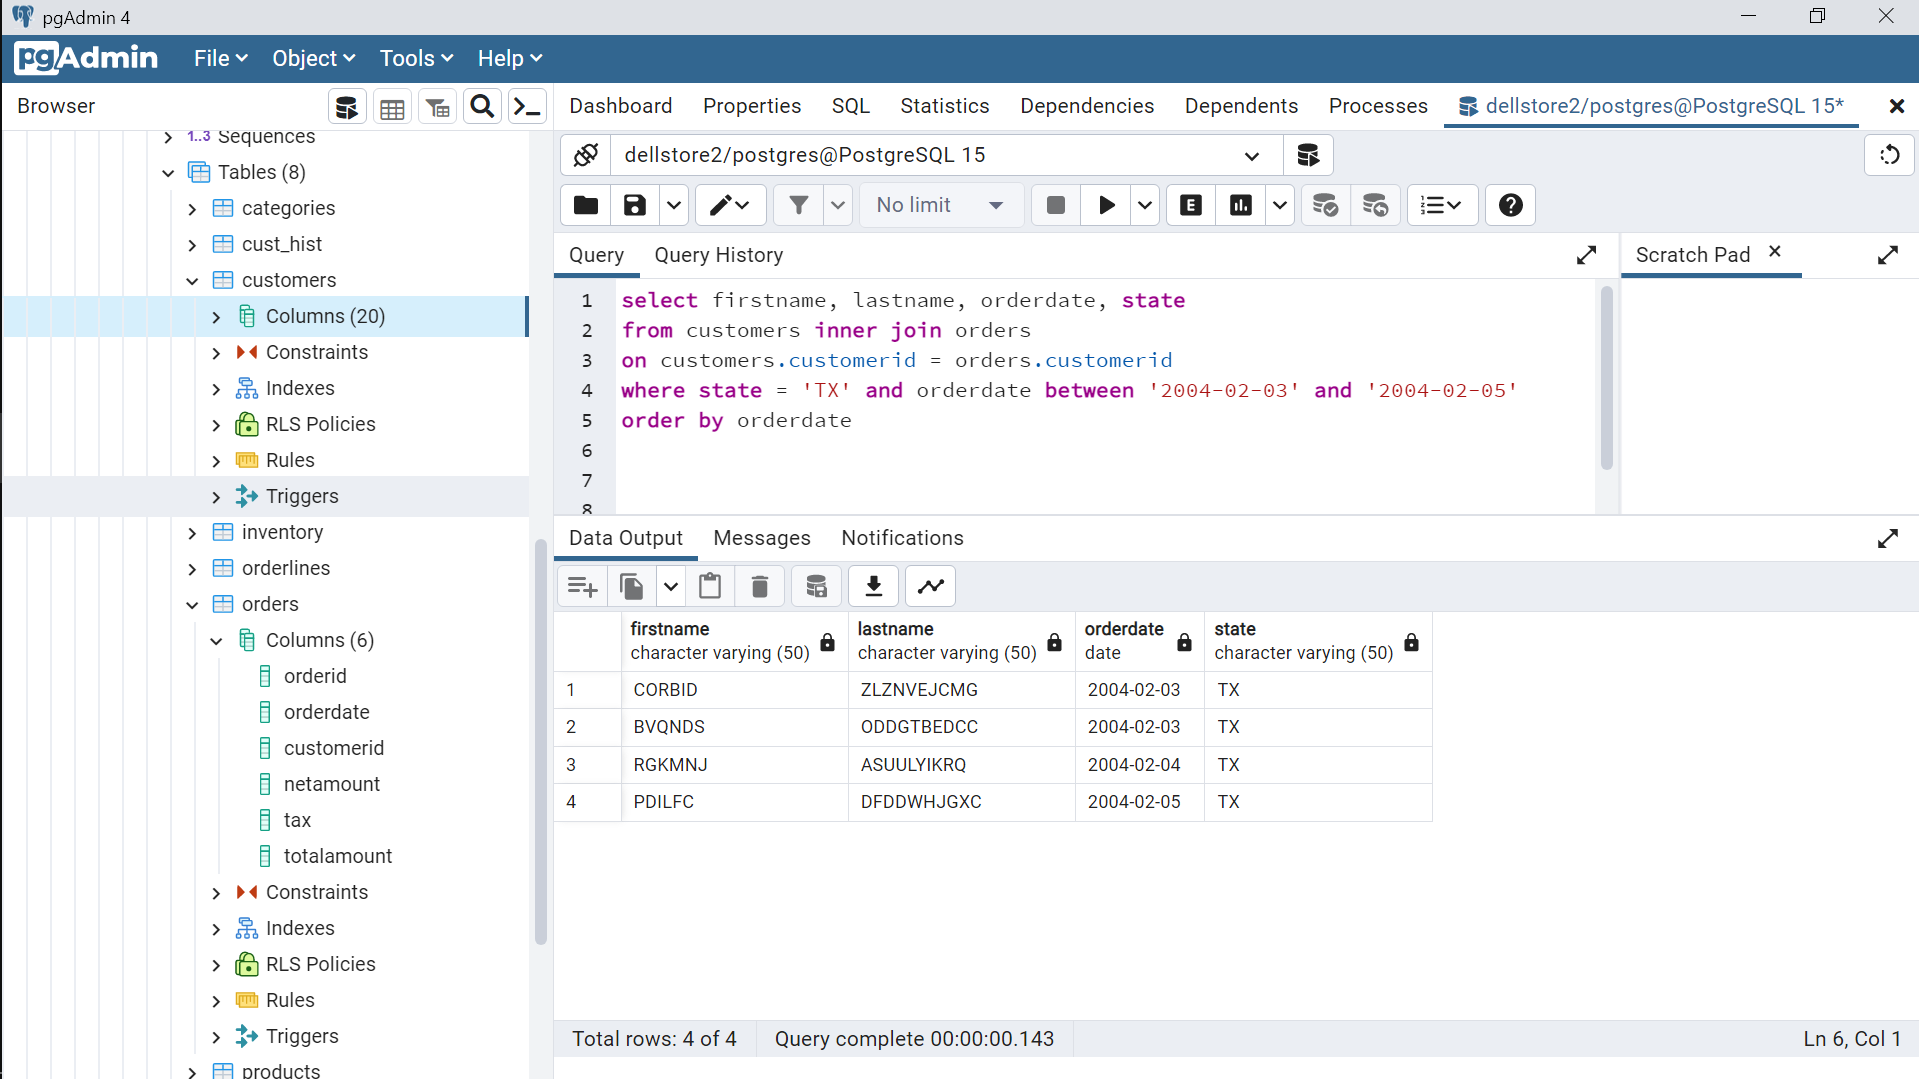 pgAdmin 4
pgAdmin File Object Tools Help
Browser
Dashboard Properties SQL Statistics Dependencies Dependents Processes dellstore2/postgres@PostgreSQL 15*
1..3 Sequences
Tables (8)
categories
cust_hist
customers
Columns (20)
Constraints
Indexes
RLS Policies
Rules
Triggers
inventory
orderlines
orders
Columns (6)
orderid
orderdate
customerid
netamount
tax
totalamount
Constraints
Indexes
RLS Policies
Rules
Triggers
products
dellstore2/postgres@PostgreSQL 15
No limit
E
Query Query History
Scratch Pad
1 select firstname, lastname, orderdate, state
2 from customers inner join orders
3 on customers.customerid = orders.customerid
4 where state = 'TX' and orderdate between '2004-02-03' and '2004-02-05'
5 order by orderdate
6
7
8
Data Output Messages Notifications
firstname lastname orderdate state
character varying (50) character varying (50) date character varying (50)
1 CORBID ZLZNVEJCMG 2004-02-03 TX
2 BVQNDS ODDGTBEDCC 2004-02-03 TX
3 RGKMNJ ASUULYIKRQ 2004-02-04 TX
4 PDILFC DFDDWHJGXC 2004-02-05 TX
Total rows: 4 of 4 Query complete 00:00:00.143 Ln 6, Col 1